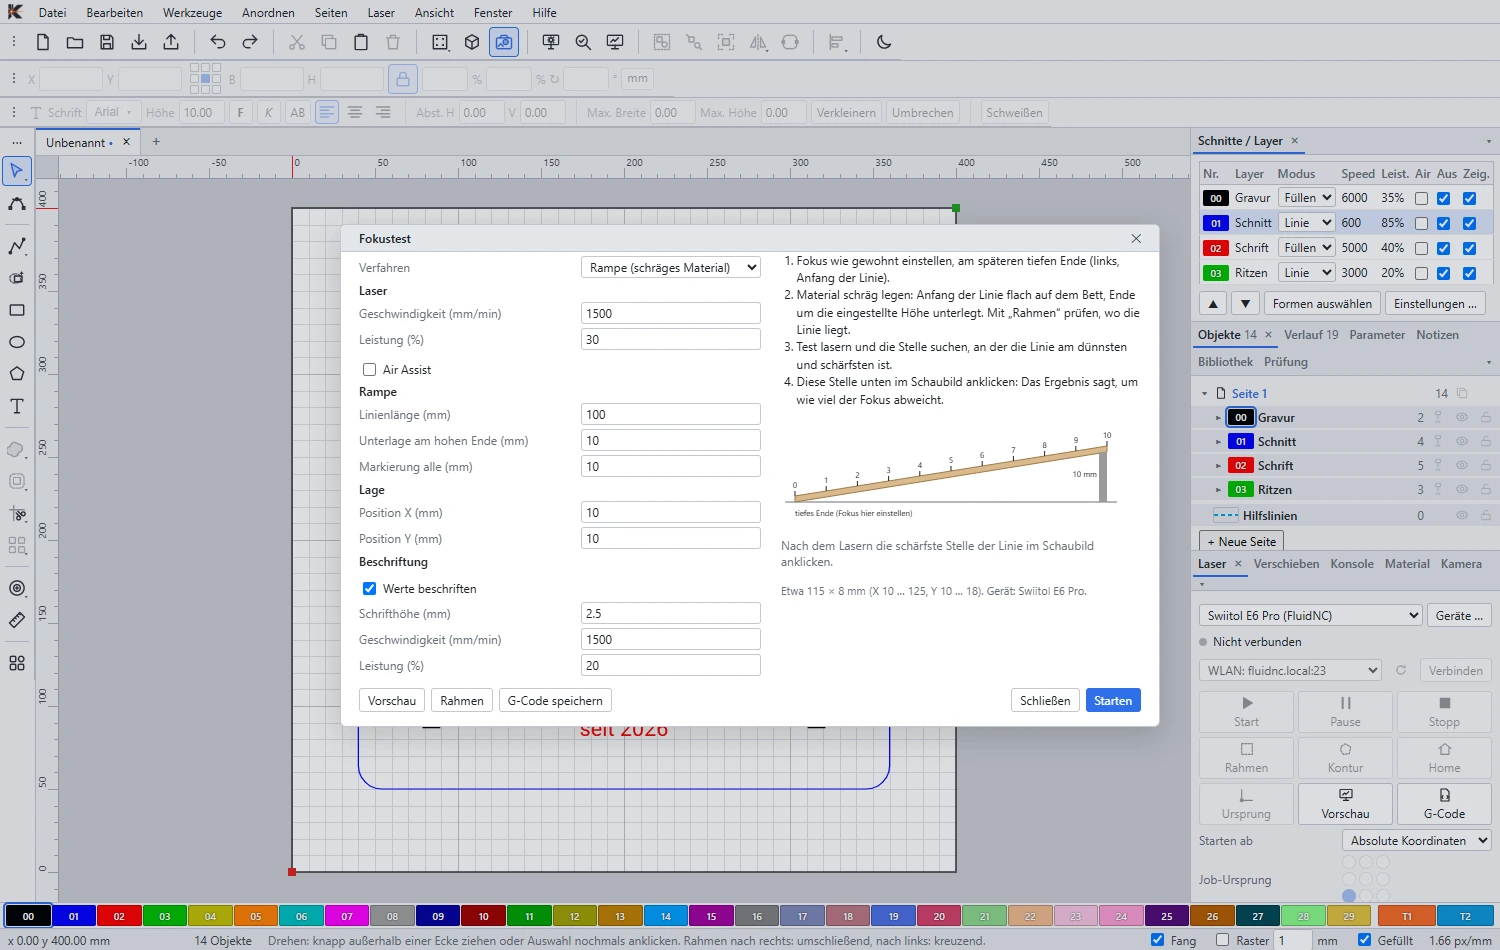 Datei Bearbeiten Werkzeuge Anordnen Seiten Laser Ansicht Fenster Hilfe
X Y B H % % ° mm
Schrift Arial Höhe 10.00 F K AB Abst. H 0.00 V 0.00 Max. Breite 0.00 Max. Höhe 0.00 Verkleinern Umbrechen Schweißen
Unbenannt • × +
-100 -50 0 50 100 150 200 250 300 350 400 450 500
400
350
300
250
200
150
100
50
0
Fokustest
Verfahren Rampe (schräges Material)
Laser
Geschwindigkeit (mm/min) 1500
Leistung (%) 30
Air Assist
Rampe
Linienlänge (mm) 100
Unterlage am hohen Ende (mm) 10
Markierung alle (mm) 10
Lage
Position X (mm) 10
Position Y (mm) 10
Beschriftung
Werte beschriften
Schrifthöhe (mm) 2.5
Geschwindigkeit (mm/min) 1500
Leistung (%) 20
Vorschau Rahmen G-Code speichern Schließen Starten
1. Fokus wie gewohnt einstellen, am späteren tiefen Ende (links,
Anfang der Linie).
2. Material schräg legen: Anfang der Linie flach auf dem Bett, Ende
um die eingestellte Höhe unterlegt. Mit „Rahmen“ prüfen, wo die
Linie liegt.
3. Test lasern und die Stelle suchen, an der die Linie am dünnsten
und schärfsten ist.
4. Diese Stelle unten im Schaubild anklicken: Das Ergebnis sagt, um
wie viel der Fokus abweicht.
0 1 2 3 4 5 6 7 8 9 10
10 mm
tiefes Ende (Fokus hier einstellen)
Nach dem Lasern die schärfste Stelle der Linie im Schaubild
anklicken.
Etwa 115 × 8 mm (X 10 ... 125, Y 10 ... 18). Gerät: Swiitol E6 Pro.
seit 2026
Schnitte / Layer ×
Nr. Layer Modus Speed Leist. Air Aus Zeig.
00 Gravur Füllen 6000 35%
01 Schnitt Linie 600 85%
02 Schrift Füllen 5000 40%
03 Ritzen Linie 3000 20%
▲ ▼ Formen auswählen Einstellungen ...
Objekte 14 × Verlauf 19 Parameter Notizen
Bibliothek Prüfung
Seite 1 14
00 Gravur 2
01 Schnitt 4
02 Schrift 5
03 Ritzen 3
Hilfslinien 0
+ Neue Seite
Laser × Verschieben Konsole Material Kamera
Swiitol E6 Pro (FluidNC) Geräte ...
Nicht verbunden
WLAN: fluidnc.local:23 Verbinden
Start Pause Stopp
Rahmen Kontur Home
Ursprung Vorschau G-Code
Starten ab Absolute Koordinaten
Job-Ursprung
00 01 02 03 04 05 06 07 08 09 10 11 12 13 14 15 16 17 18 19 20 21 22 23 24 25 26 27 28 29 T1 T2
x 0.00 y 400.00 mm 14 Objekte Drehen: knapp außerhalb einer Ecke ziehen oder Auswahl nochmals anklicken. Rahmen nach rechts: umschließend, nach links: kreuzend. Fang Raster 1 mm Gefüllt 1.66 px/mm